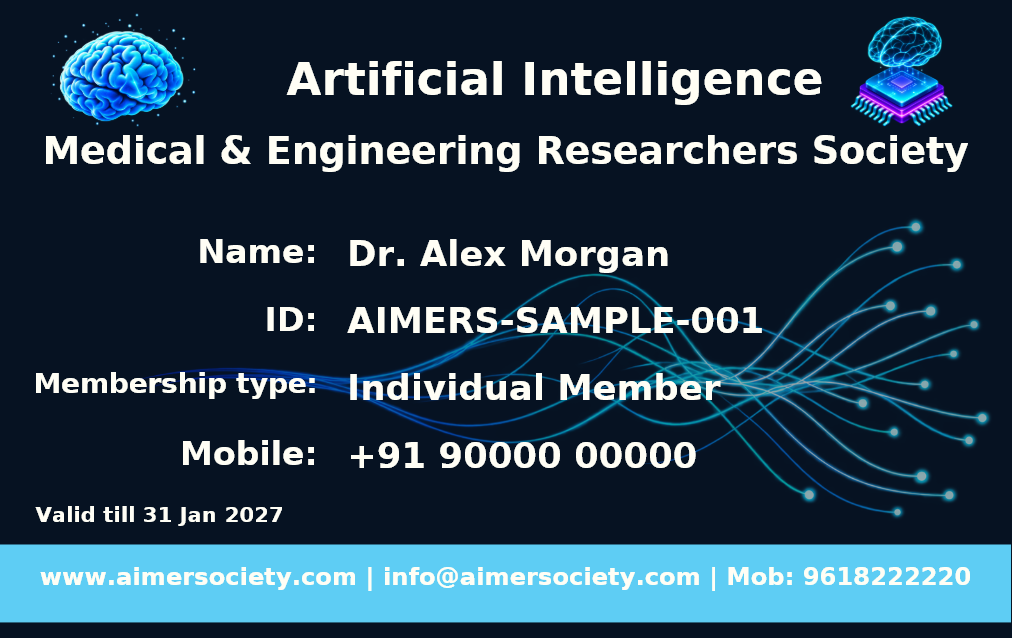 Artificial Intelligence
Medical & Engineering Researchers Society
Name: Dr. Alex Morgan
ID: AIMERS-SAMPLE-001
Membership type: Individual Member
Mobile: +91 90000 00000
Valid till 31 Jan 2027
www.aimersociety.com | info@aimersociety.com | Mob: 9618222220